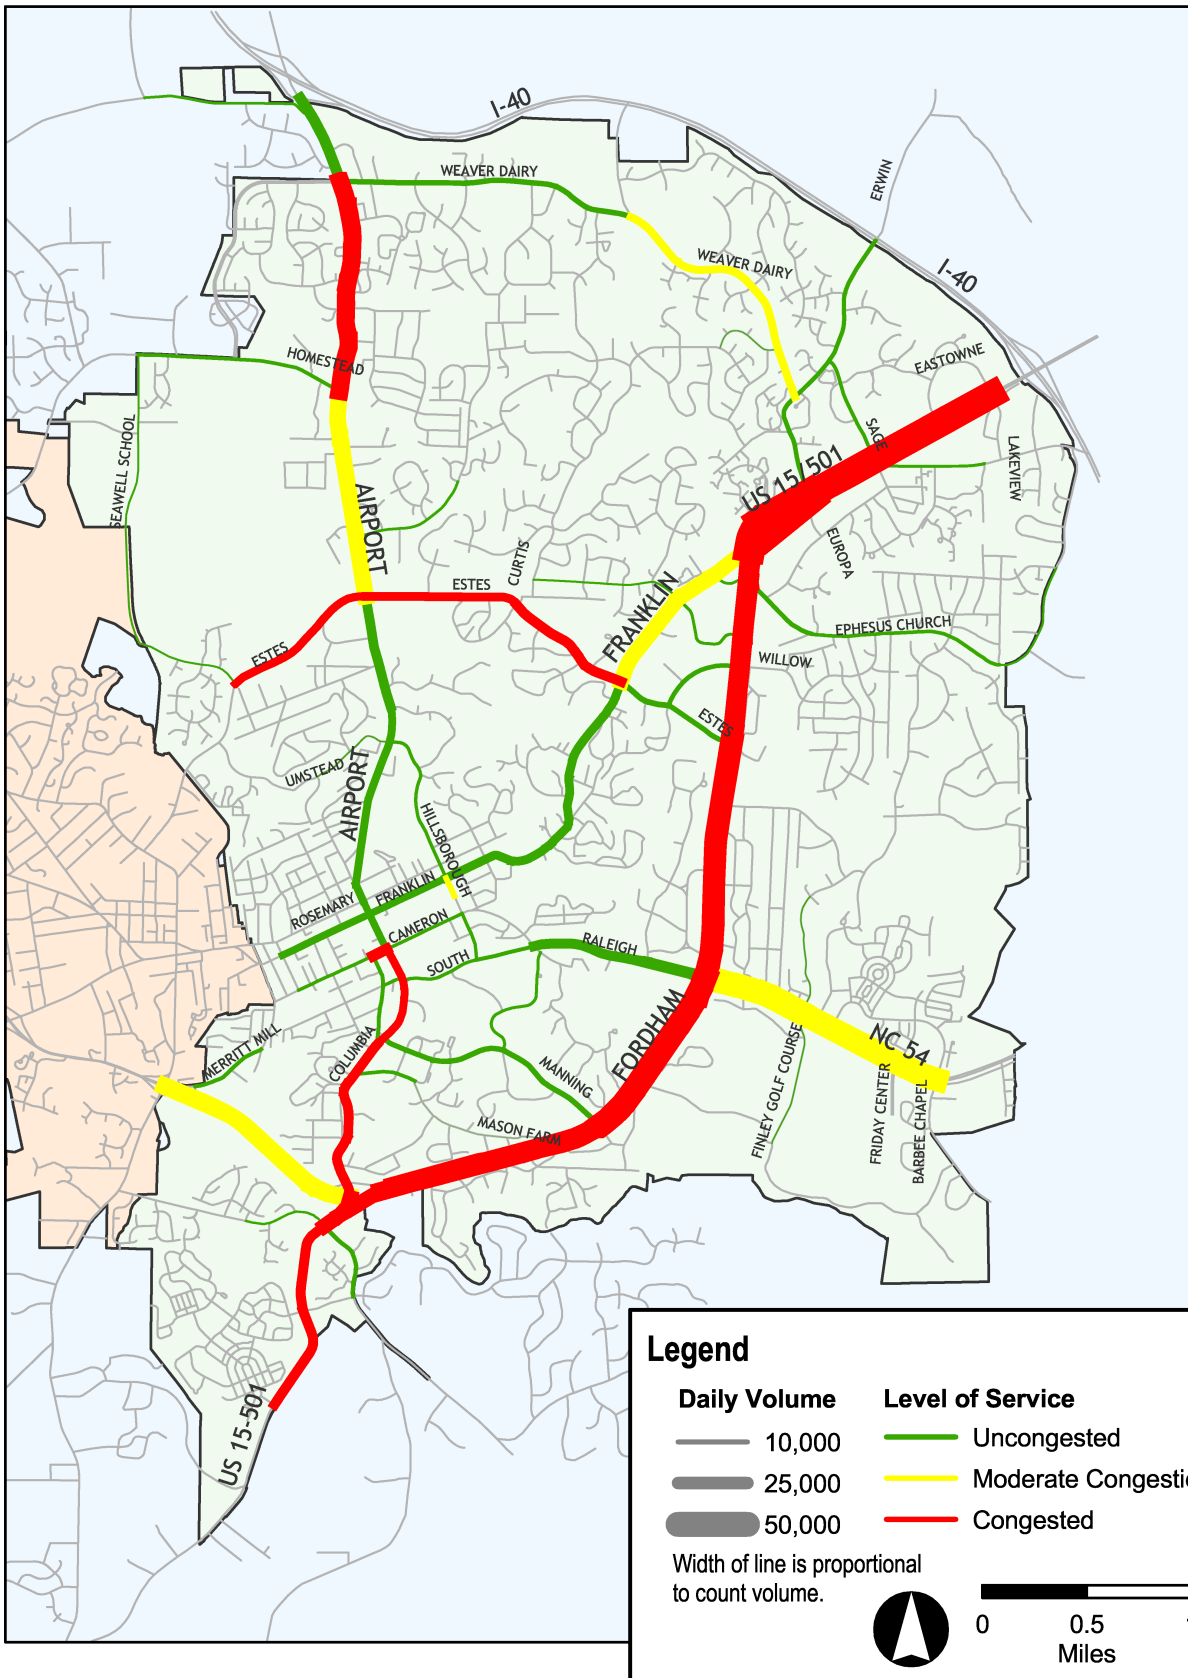 I-40
WEAVER DAIRY
ERWIN
WEAVER DAIRY
I-40
EASTOWNE
HOMESTEAD
SEAWELL SCHOOL
SAGE
LAKEVIEW
US 15/501
AIRPORT
EUROPA
CURTIS
ESTES
FRANKLIN
EPHESUS CHURCH
ESTES
WILLOW
ESTES
UMSTEAD
AIRPORT
HILLSBOROUGH
FRANKLIN
ROSEMARY
CAMERON
RALEIGH
SOUTH
FORDHAM
NC 54
MERRITT MILL
COLUMBIA
MANNING
FINLEY GOLF COURSE
FRIDAY CENTER
BARBEE CHAPEL
MASON FARM
US 15-501
Legend
Daily Volume
10,000
25,000
50,000
Width of line is proportional
to count volume.
Level of Service
Uncongested
Moderate Congestio
Congested
0 0.5
Miles